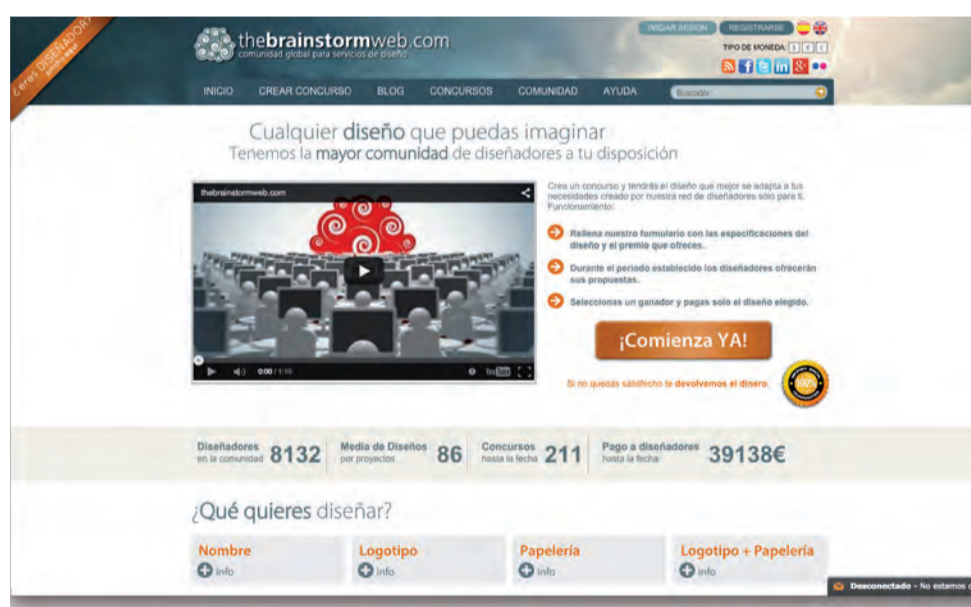 ¿eres DISEÑADOR?
thebrainstormweb.com
comunidad global para servicios de diseño
INICIAR SESIÓN REGISTRARSE
TIPO DE MONEDA:
INICIO CREAR CONCURSO BLOG CONCURSOS COMUNIDAD AYUDA Buscador
Cualquier diseño que puedas imaginar
Tenemos la mayor comunidad de diseñadores a tu disposición
thebrainstormweb.com
0:00 / 1:10
Crea un concurso y tendrás el diseño que mejor se adapta a tus
necesidades creado por nuestra red de diseñadores sólo para ti.
Funcionamiento:
Rellena nuestro formulario con las especificaciones del
diseño y el premio que ofreces.
Durante el periodo establecido los diseñadores ofrecerán
sus propuestas.
Seleccionas un ganador y pagas solo el diseño elegido.
¡Comienza YA!
Si no quedas satisfecho te devolvemos el dinero.
100%
Diseñadores
en la comunidad
8132
Media de Diseños
por proyectos
86
Concursos
hasta la fecha
211
Pago a diseñadores
hasta la fecha
39138€
¿Qué quieres diseñar?
Nombre Logotipo Papelería Logotipo + Papelería
info info info info
Desconectado - No estamos